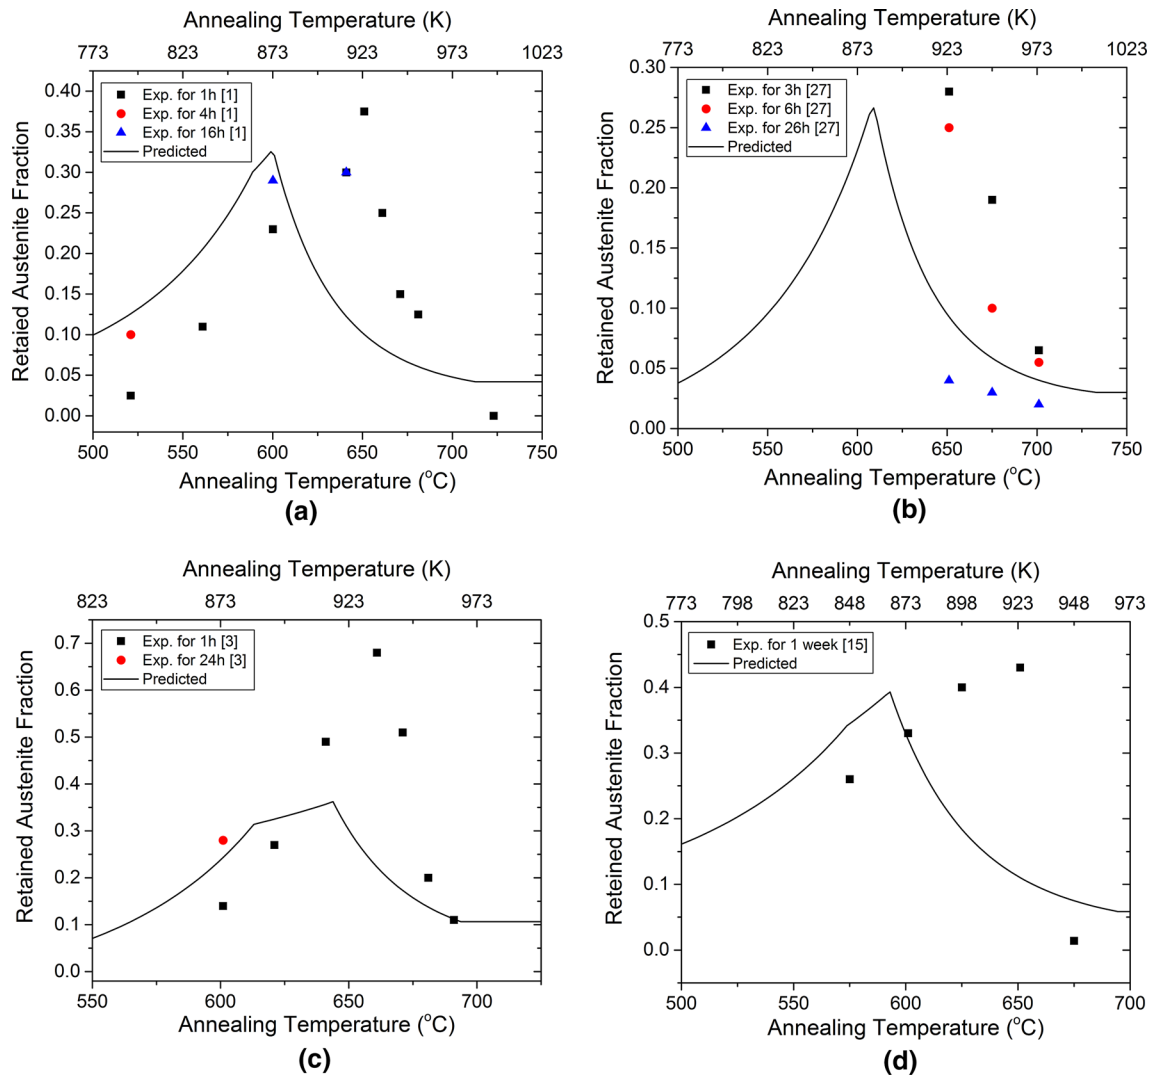 Annealing Temperature (K)
773 823 873 923 973 1023
Retaied Austenite Fraction
0.40
0.35
0.30
0.25
0.20
0.15
0.10
0.05
0.00
Exp. for 1h [1]
Exp. for 4h [1]
Exp. for 16h [1]
Predicted
500 550 600 650 700 750
Annealing Temperature (°C)
(a)
Annealing Temperature (K)
773 823 873 923 973 1023
Retained Austenite Fraction
0.30
0.25
0.20
0.15
0.10
0.05
0.00
Exp. for 3h [27]
Exp. for 6h [27]
Exp. for 26h [27]
Predicted
500 550 600 650 700 750
Annealing Temperature (°C)
(b)
Annealing Temperature (K)
823 873 923 973
Retained Austenite Fraction
0.7
0.6
0.5
0.4
0.3
0.2
0.1
0.0
Exp. for 1h [3]
Exp. for 24h [3]
Predicted
550 600 650 700
Annealing Temperature (°C)
(c)
Annealing Temperature (K)
773 798 823 848 873 898 923 948 973
Reteined Austenite Fraction
0.5
0.4
0.3
0.2
0.1
0.0
Exp. for 1 week [15]
Predicted
500 550 600 650 700
Annealing Temperature (°C)
(d)